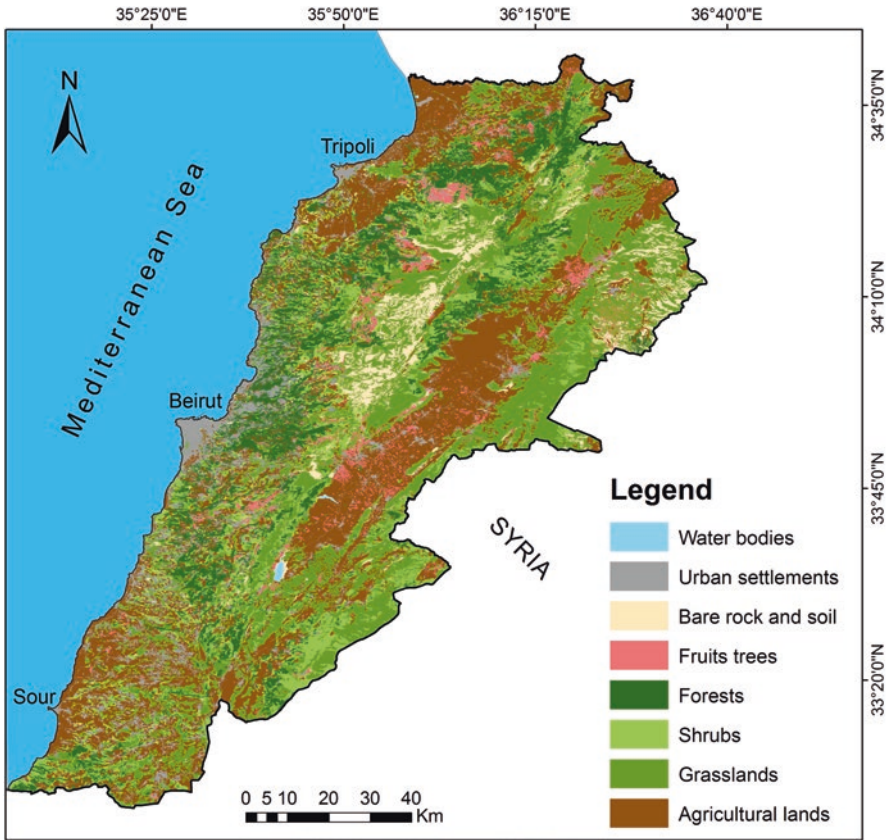 35°25'0"E
35°50'0"E
36°15'0"E
36°40'0"E
N
34°35'0"N
Tripoli
Mediterranean Sea
34°10'0"N
Beirut
33°45'0"N
SYRIA
Legend
Water bodies
Urban settlements
Bare rock and soil
Fruits trees
Forests
Shrubs
Grasslands
Agricultural lands
33°20'0"N
Sour
0 5 10 20 30 40
Km